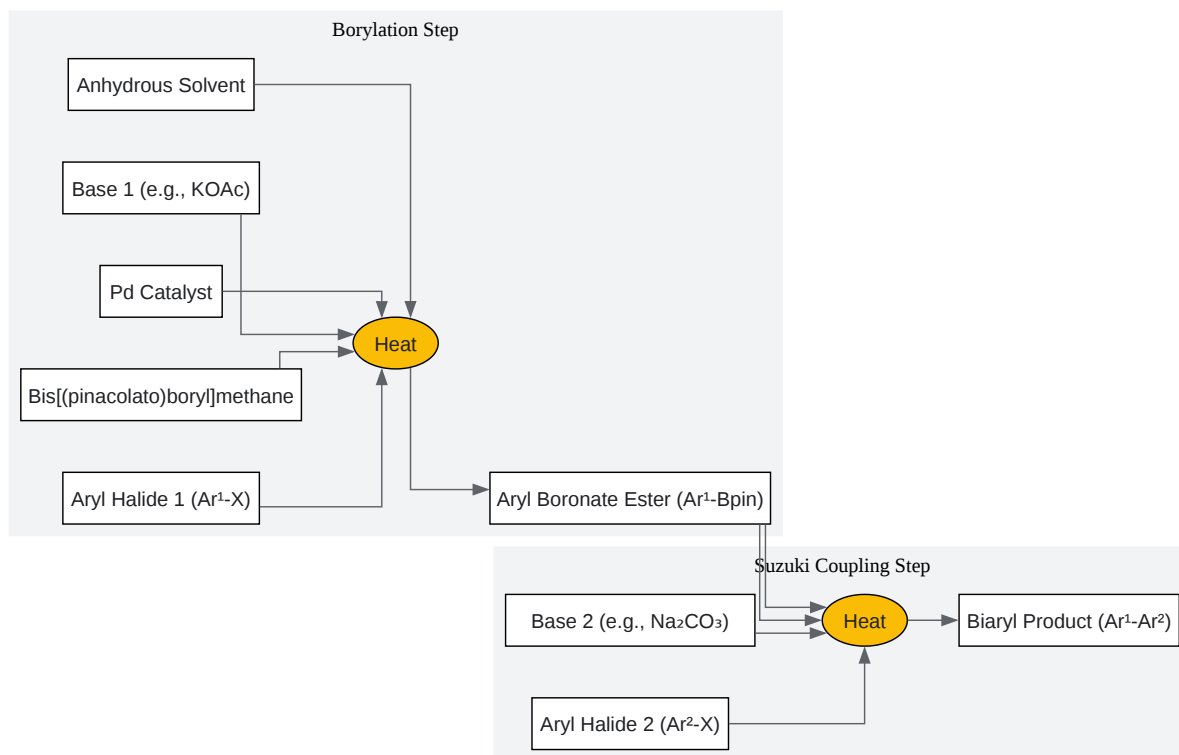 Borylation Step
Anhydrous Solvent
Base 1 (e.g., KOAc)
Pd Catalyst
Heat
Bis[(pinacolato)boryl]methane
Aryl Halide 1 (Ar¹-X)
Aryl Boronate Ester (Ar¹-Bpin)
Suzuki Coupling Step
Base 2 (e.g., Na₂CO₃)
Heat
Biaryl Product (Ar¹-Ar²)
Aryl Halide 2 (Ar²-X)